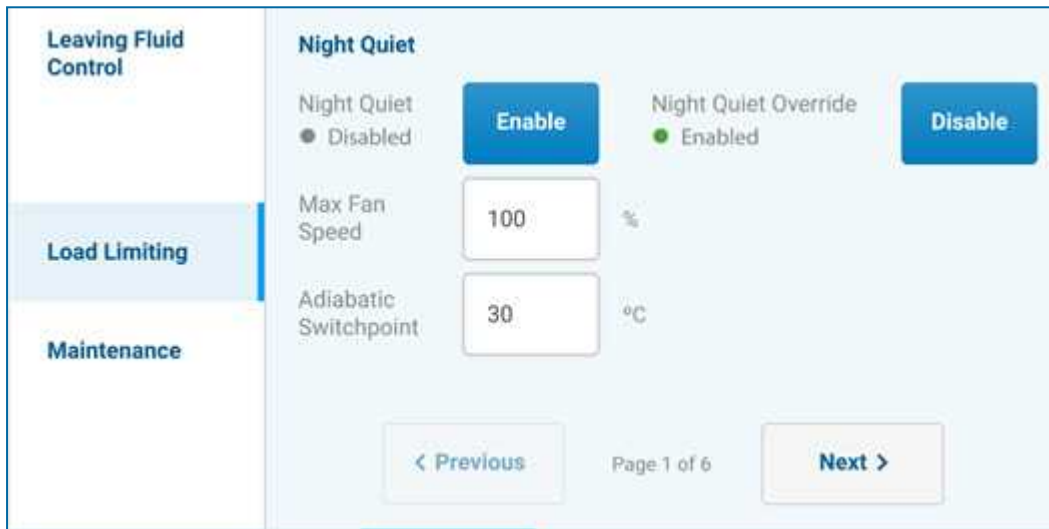 Leaving Fluid
Control
Load Limiting
Maintenance
Night Quiet
Night Quiet
Disabled
Enable
Night Quiet Override
Enabled
Disable
Max Fan
Speed
100
%
Adiabatic
Switchpoint
30
ºC
< Previous
Page 1 of 6
Next >